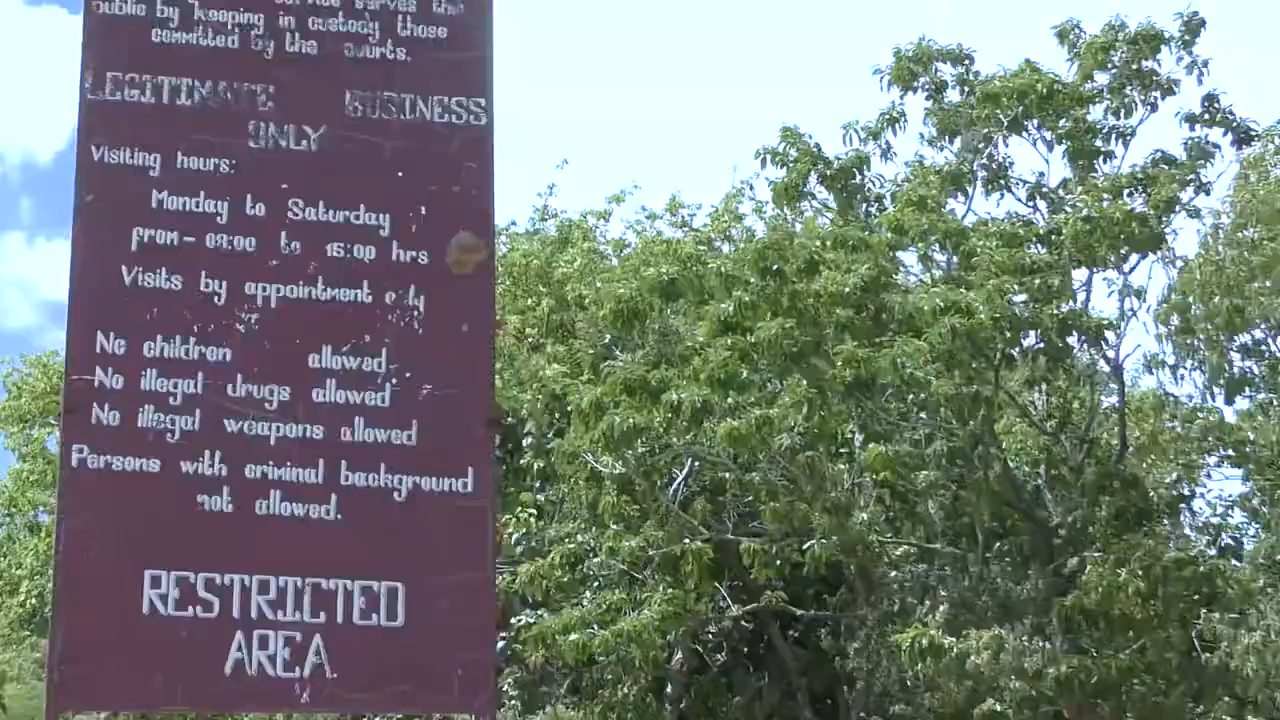 serves the
public by keeping in custody those
committed by the courts.
LEGITIMATE BUSINESS
ONLY
Visiting hours:
Monday to Saturday
from - 08:00 to 15:00 hrs
Visits by appointment only
No children allowed
No illegal drugs allowed
No illegal weapons allowed
Persons with criminal background
not allowed.
RESTRICTED
AREA